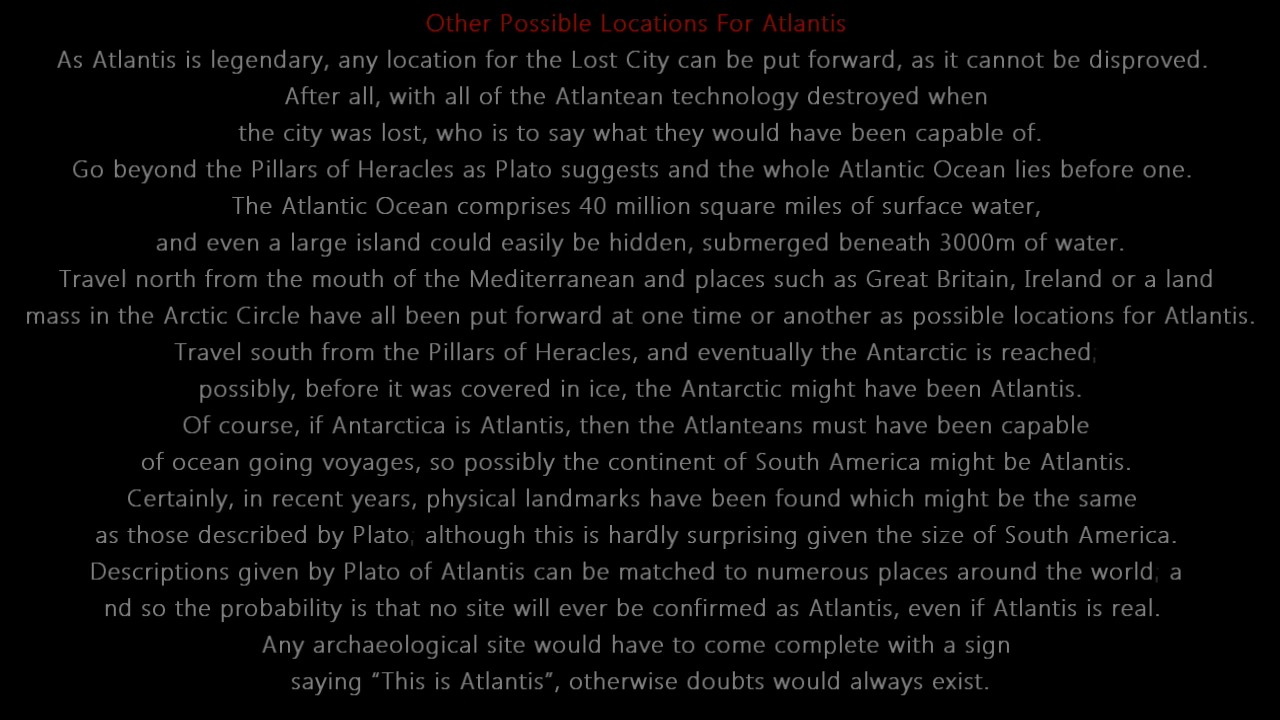 Other Possible Locations For Atlantis
As Atlantis is legendary, any location for the Lost City can be put forward, as it cannot be disproved.
After all, with all of the Atlantean technology destroyed when
the city was lost, who is to say what they would have been capable of.
Go beyond the Pillars of Heracles as Plato suggests and the whole Atlantic Ocean lies before one.
The Atlantic Ocean comprises 40 million square miles of surface water,
and even a large island could easily be hidden, submerged beneath 3000m of water.
Travel north from the mouth of the Mediterranean and places such as Great Britain, Ireland or a land
mass in the Arctic Circle have all been put forward at one time or another as possible locations for Atlantis.
Travel south from the Pillars of Heracles, and eventually the Antarctic is reached;
possibly, before it was covered in ice, the Antarctic might have been Atlantis.
Of course, if Antarctica is Atlantis, then the Atlanteans must have been capable
of ocean going voyages, so possibly the continent of South America might be Atlantis.
Certainly, in recent years, physical landmarks have been found which might be the same
as those described by Plato; although this is hardly surprising given the size of South America.
Descriptions given by Plato of Atlantis can be matched to numerous places around the world; a
nd so the probability is that no site will ever be confirmed as Atlantis, even if Atlantis is real.
Any archaeological site would have to come complete with a sign
saying “This is Atlantis”, otherwise doubts would always exist.